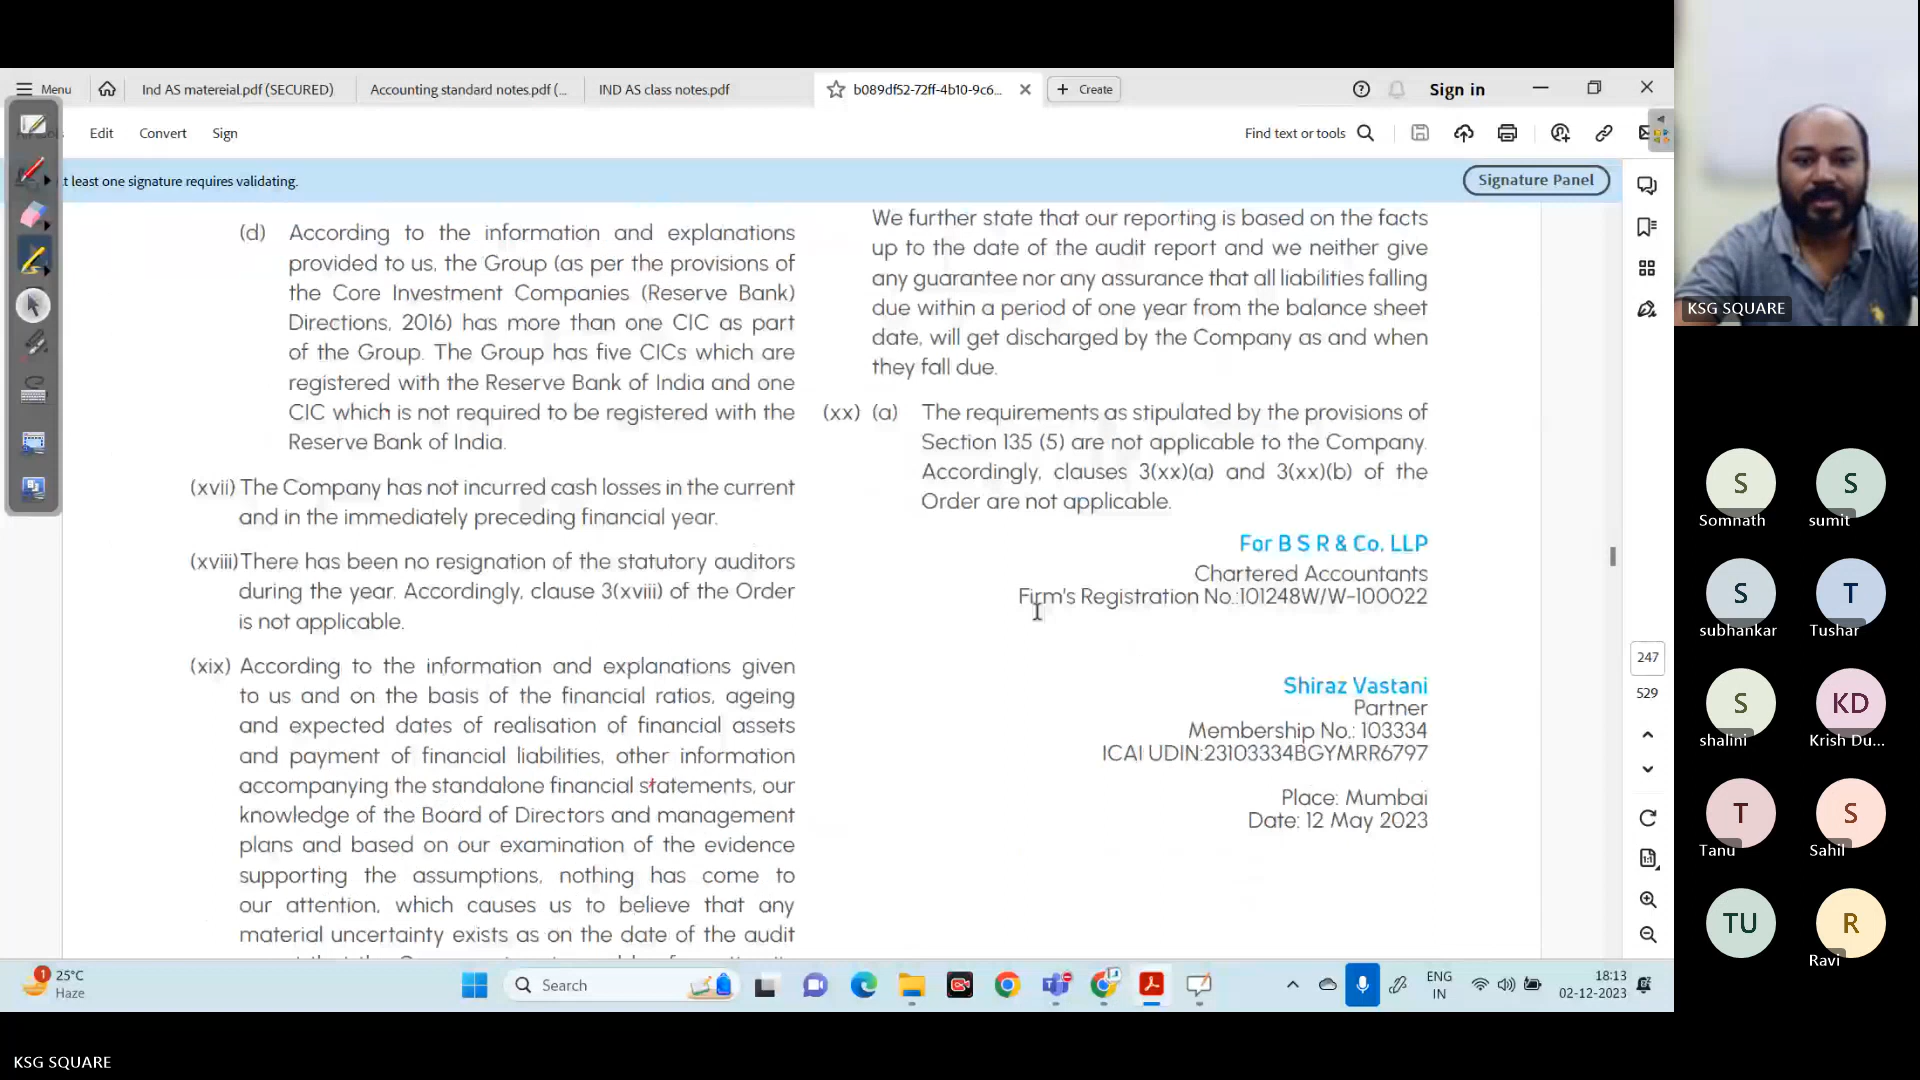 Menu
Ind AS matereial.pdf (SECURED)
Accounting standard notes.pdf (...
IND AS class notes.pdf
b089df52-72ff-4b10-9c6...
Create
Sign in
Edit
Convert
Sign
Find text or tools
t least one signature requires validating.
Signature Panel
(d) According to the information and explanations
provided to us, the Group (as per the provisions of
the Core Investment Companies (Reserve Bank)
Directions, 2016) has more than one CIC as part
of the Group. The Group has five CICs which are
registered with the Reserve Bank of India and one
CIC which is not required to be registered with the
Reserve Bank of India.
(xvii) The Company has not incurred cash losses in the current
and in the immediately preceding financial year.
(xviii)There has been no resignation of the statutory auditors
during the year. Accordingly, clause 3(xviii) of the Order
is not applicable.
(xix) According to the information and explanations given
to us and on the basis of the financial ratios, ageing
and expected dates of realisation of financial assets
and payment of financial liabilities, other information
accompanying the standalone financial statements, our
knowledge of the Board of Directors and management
plans and based on our examination of the evidence
supporting the assumptions, nothing has come to
our attention, which causes us to believe that any
material uncertainty exists as on the date of the audit
We further state that our reporting is based on the facts
up to the date of the audit report and we neither give
any guarantee nor any assurance that all liabilities falling
due within a period of one year from the balance sheet
date, will get discharged by the Company as and when
they fall due.
(xx) (a) The requirements as stipulated by the provisions of
Section 135 (5) are not applicable to the Company.
Accordingly, clauses 3(xx)(a) and 3(xx)(b) of the
Order are not applicable.
For B S R & Co. LLP
Chartered Accountants
Firm's Registration No.:101248W/W-100022
Shiraz Vastani
Partner
Membership No.: 103334
ICAI UDIN:23103334BGYMRR6797
Place: Mumbai
Date: 12 May 2023
247
529
KSG SQUARE
S
Somnath
S
sumit
S
subhankar
T
Tushar
S
shalini
KD
Krish Du...
T
Tanu
S
Sahil
TU
R
Ravi
1
25°C
Haze
Search
ENG
IN
18:13
02-12-2023
KSG SQUARE